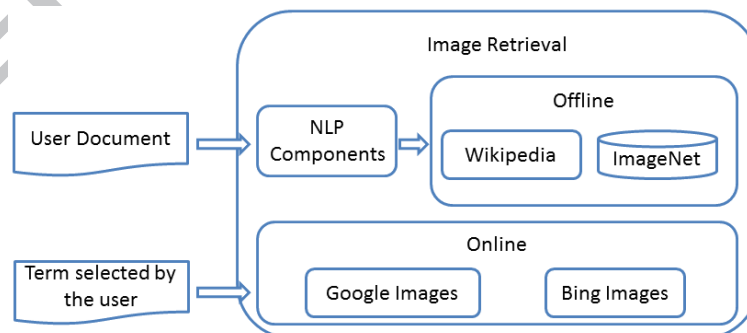 Image Retrieval
Offline
User Document
NLP
Components
Wikipedia
ImageNet
Online
Term selected by
the user
Google Images
Bing Images